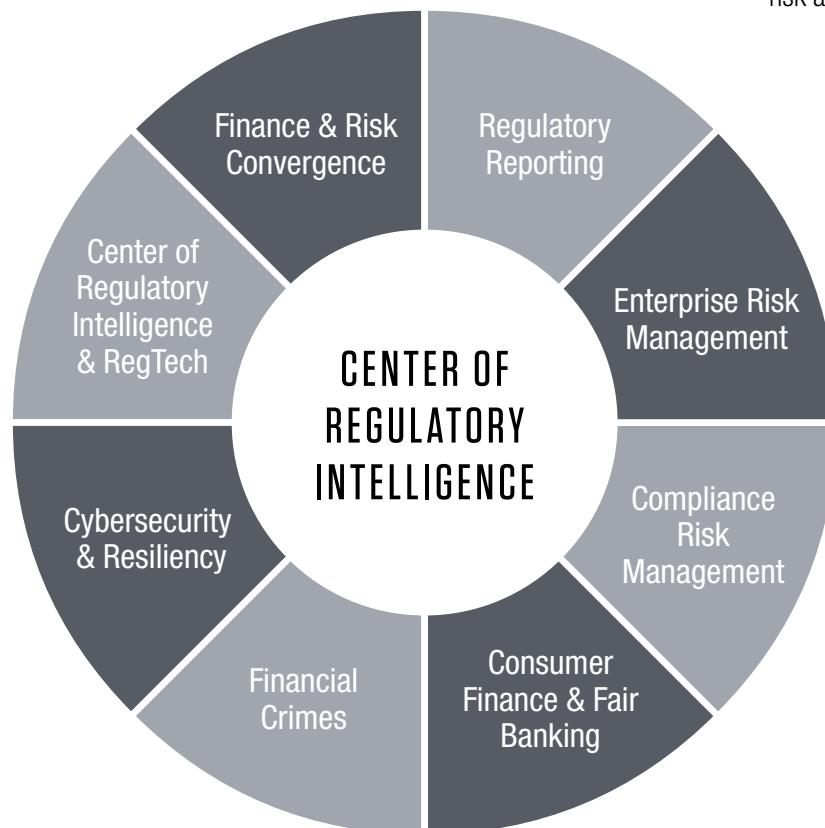 risk a
Finance & Risk
Convergence
Regulatory
Reporting
Enterprise Risk
Management
Compliance
Risk
Management
Consumer
Finance & Fair
Banking
Financial
Crimes
Cybersecurity
& Resiliency
Center of
Regulatory
Intelligence
& RegTech
CENTER OF
REGULATORY
INTELLIGENCE